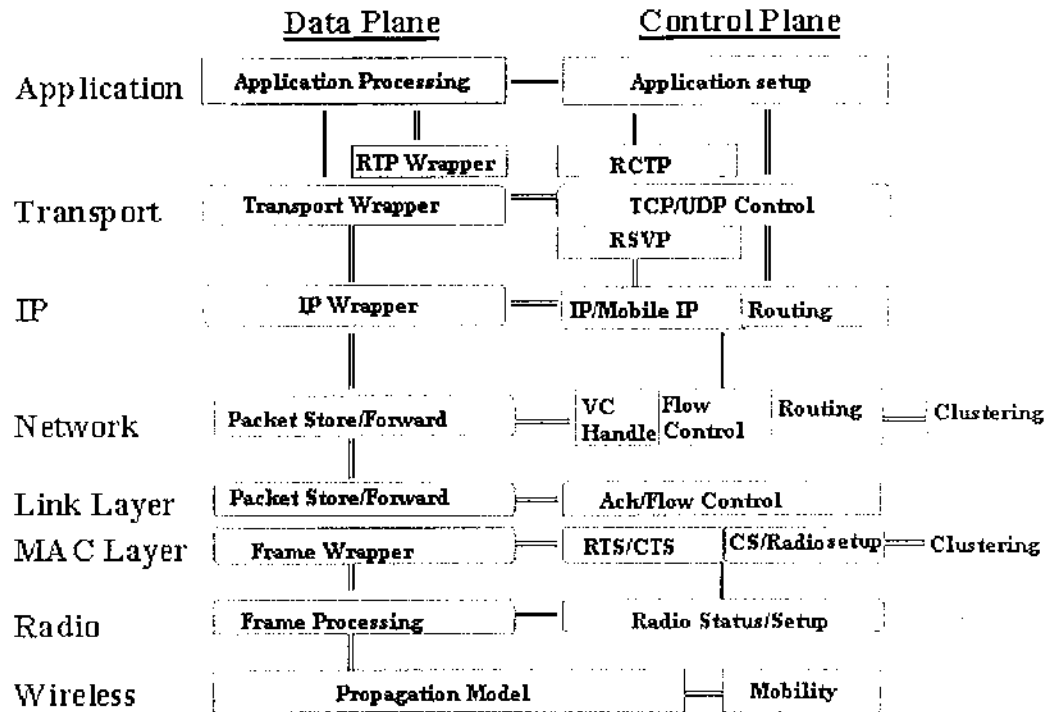 Data Plane Control Plane
Application Application Processing Application setup
RTP Wrapper RCTP
Transport Transport Wrapper TCP/UDP Control
RSVP
IP IP Wrapper IP/Mobile IP Routing
Network Packet Store/Forward VC Handle Flow Control Routing Clustering
Link Layer Packet Store/Forward Ack/Flow Control
MAC Layer Frame Wrapper RTS/CTS CS/Radiosetup Clustering
Radio Frame Processing Radio Status/Setup
Wireless Propagation Model Mobility